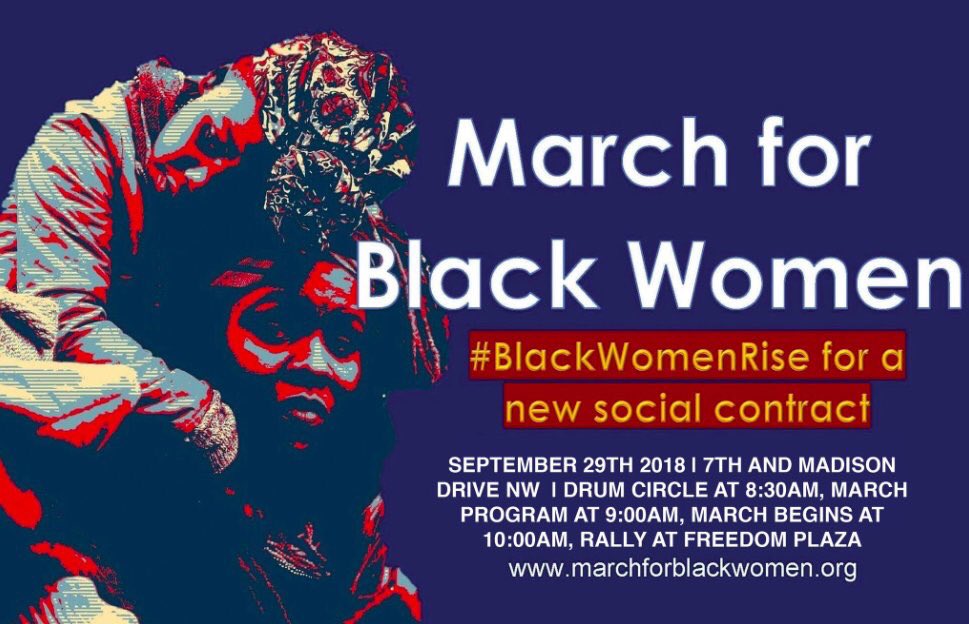 March for
Black Women
#BlackWomenRise for a
new social contract
SEPTEMBER 29TH 2018 | 7TH AND MADISON
DRIVE NW | DRUM CIRCLE AT 8:30AM, MARCH
PROGRAM AT 9:00AM, MARCH BEGINS AT
10:00AM, RALLY AT FREEDOM PLAZA
www.marchforblackwomen.org